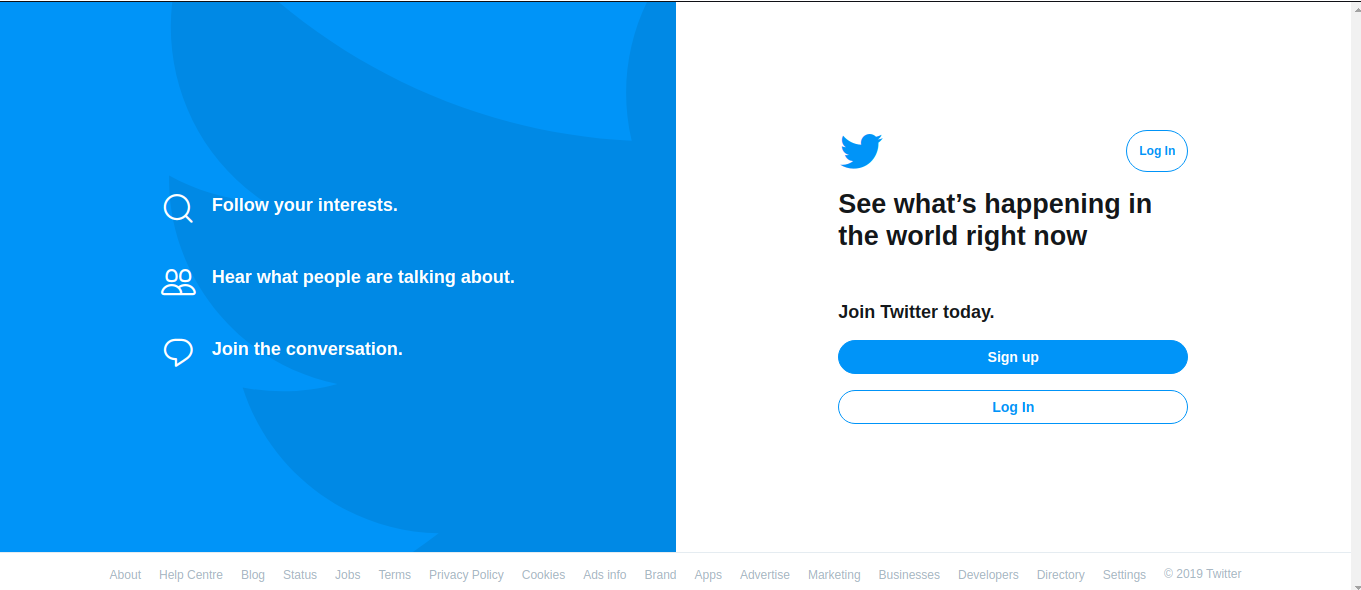 Follow your interests.
Hear what people are talking about.
Join the conversation.
Log In
See what’s happening in
the world right now
Join Twitter today.
Sign up
Log In
About Help Centre Blog Status Jobs Terms Privacy Policy Cookies Ads info Brand Apps Advertise Marketing Businesses Developers Directory Settings © 2019 Twitter